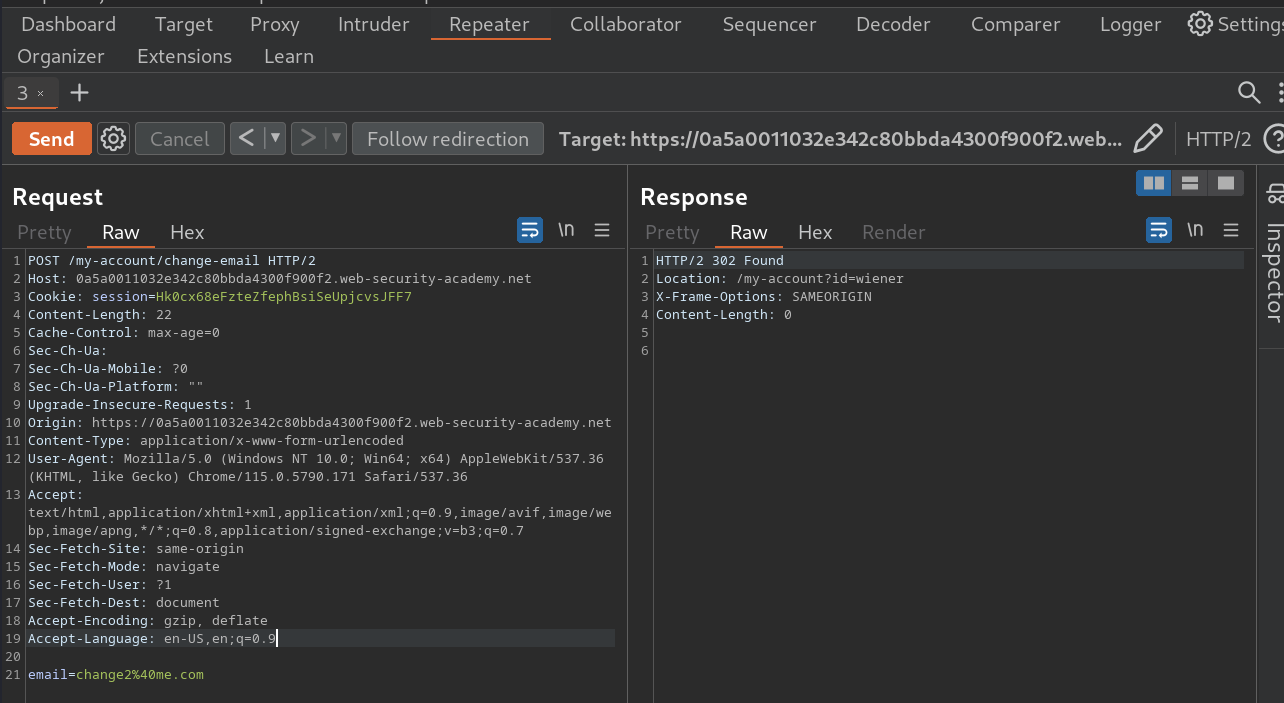 Dashboard Target Proxy Intruder Repeater Collaborator Sequencer Decoder Comparer Logger Settings
Organizer Extensions Learn
3 × +
Send Cancel < ▼ > ▼ Follow redirection Target: https://0a5a0011032e342c80bbda4300f900f2.web... HTTP/2 ?
Request
Pretty Raw Hex \n
1 POST /my-account/change-email HTTP/2
2 Host: 0a5a0011032e342c80bbda4300f900f2.web-security-academy.net
3 Cookie: session=Hk0cx68eFzteZfephBsiSeUpjcvsJFF7
4 Content-Length: 22
5 Cache-Control: max-age=0
6 Sec-Ch-Ua:
7 Sec-Ch-Ua-Mobile: ?0
8 Sec-Ch-Ua-Platform: ""
9 Upgrade-Insecure-Requests: 1
10 Origin: https://0a5a0011032e342c80bbda4300f900f2.web-security-academy.net
11 Content-Type: application/x-www-form-urlencoded
12 User-Agent: Mozilla/5.0 (Windows NT 10.0; Win64; x64) AppleWebKit/537.36
(KHTML, like Gecko) Chrome/115.0.5790.171 Safari/537.36
13 Accept:
text/html,application/xhtml+xml,application/xml;q=0.9,image/avif,image/we
bp,image/apng,*/*;q=0.8,application/signed-exchange;v=b3;q=0.7
14 Sec-Fetch-Site: same-origin
15 Sec-Fetch-Mode: navigate
16 Sec-Fetch-User: ?1
17 Sec-Fetch-Dest: document
18 Accept-Encoding: gzip, deflate
19 Accept-Language: en-US,en;q=0.9
20
21 email=change2%40me.com
Response
Pretty Raw Hex Render \n
1 HTTP/2 302 Found
2 Location: /my-account?id=wiener
3 X-Frame-Options: SAMEORIGIN
4 Content-Length: 0
5
6
Inspector